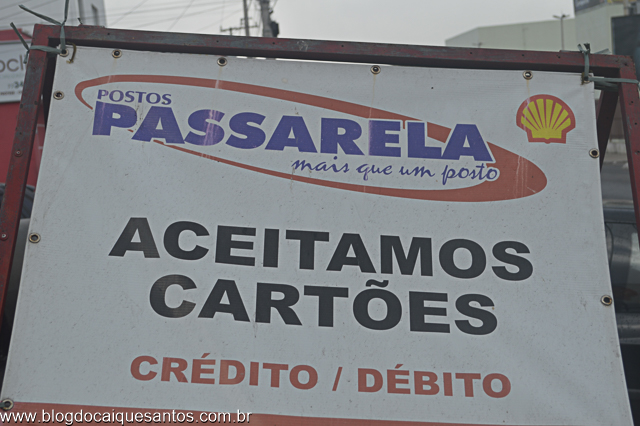 POSTOS
PASSARELA
mais que um posto
ACEITAMOS
CARTÕES
CRÉDITO / DÉBITO
www.blogdocaiquesantos.com.br